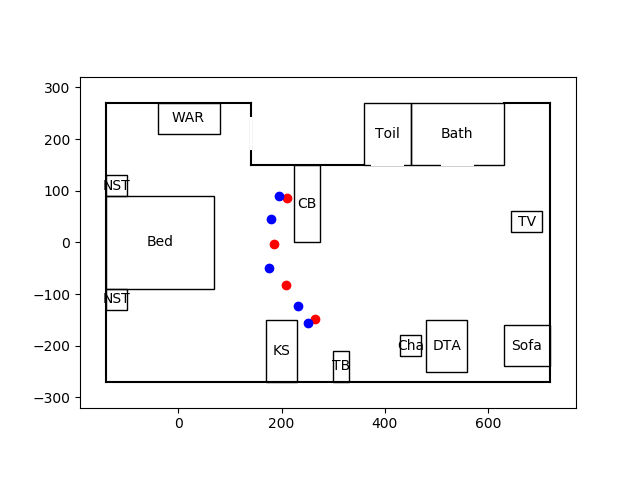 300
200
100
0
−100
−200
−300
0
200
400
600
WAR
Toil
Bath
NST
CB
TV
Bed
NST
KS
TB
Cha
DTA
Sofa